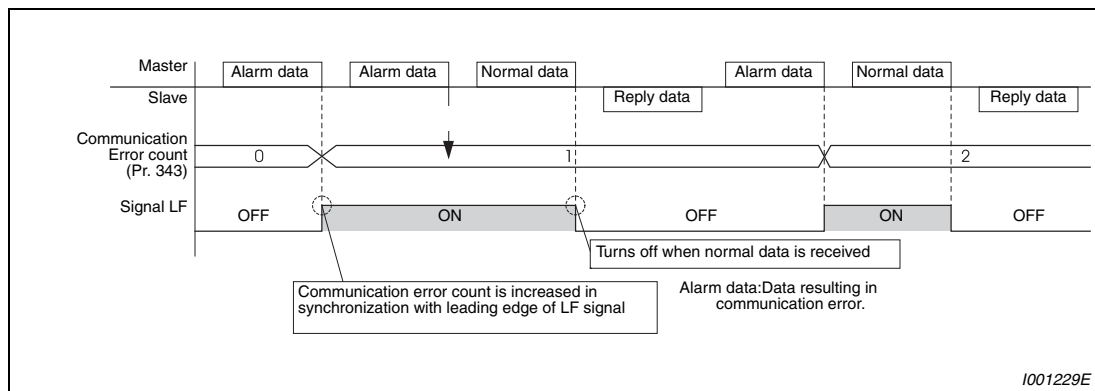 Master
Alarm data
Alarm data
Normal data
Alarm data
Normal data
Slave
Reply data
Reply data
Communication
Error count
(Pr. 343)
0
1
2
Signal LF
OFF
ON
OFF
ON
OFF
Turns off when normal data is received
Communication error count is increased in
synchronization with leading edge of LF signal
Alarm data:Data resulting in
communication error.
I001229E